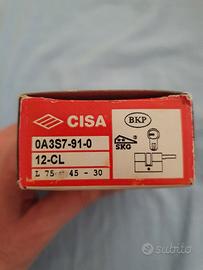 CISA
BKP
0A3S7-91-0
12-CL
SKG
L 75 - 45 - 30
subito